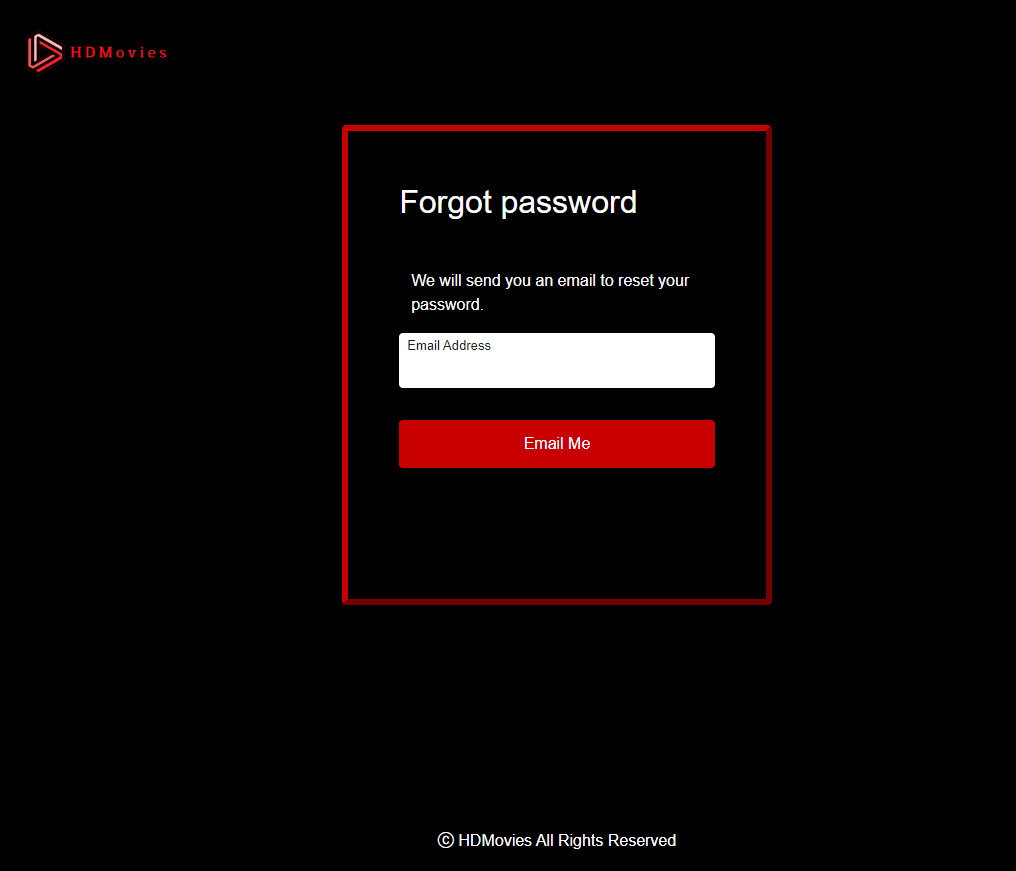 HDMovies
Forgot password
We will send you an email to reset your
password.
Email Address
Email Me
ⓒ HDMovies All Rights Reserved